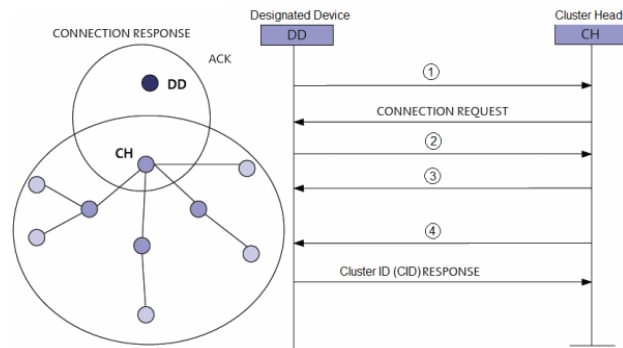 Designated Device
Cluster Head
DD
CH
CONNECTION RESPONSE
ACK
DD
CH
①
CONNECTION REQUEST
②
③
④
Cluster ID (CID) RESPONSE